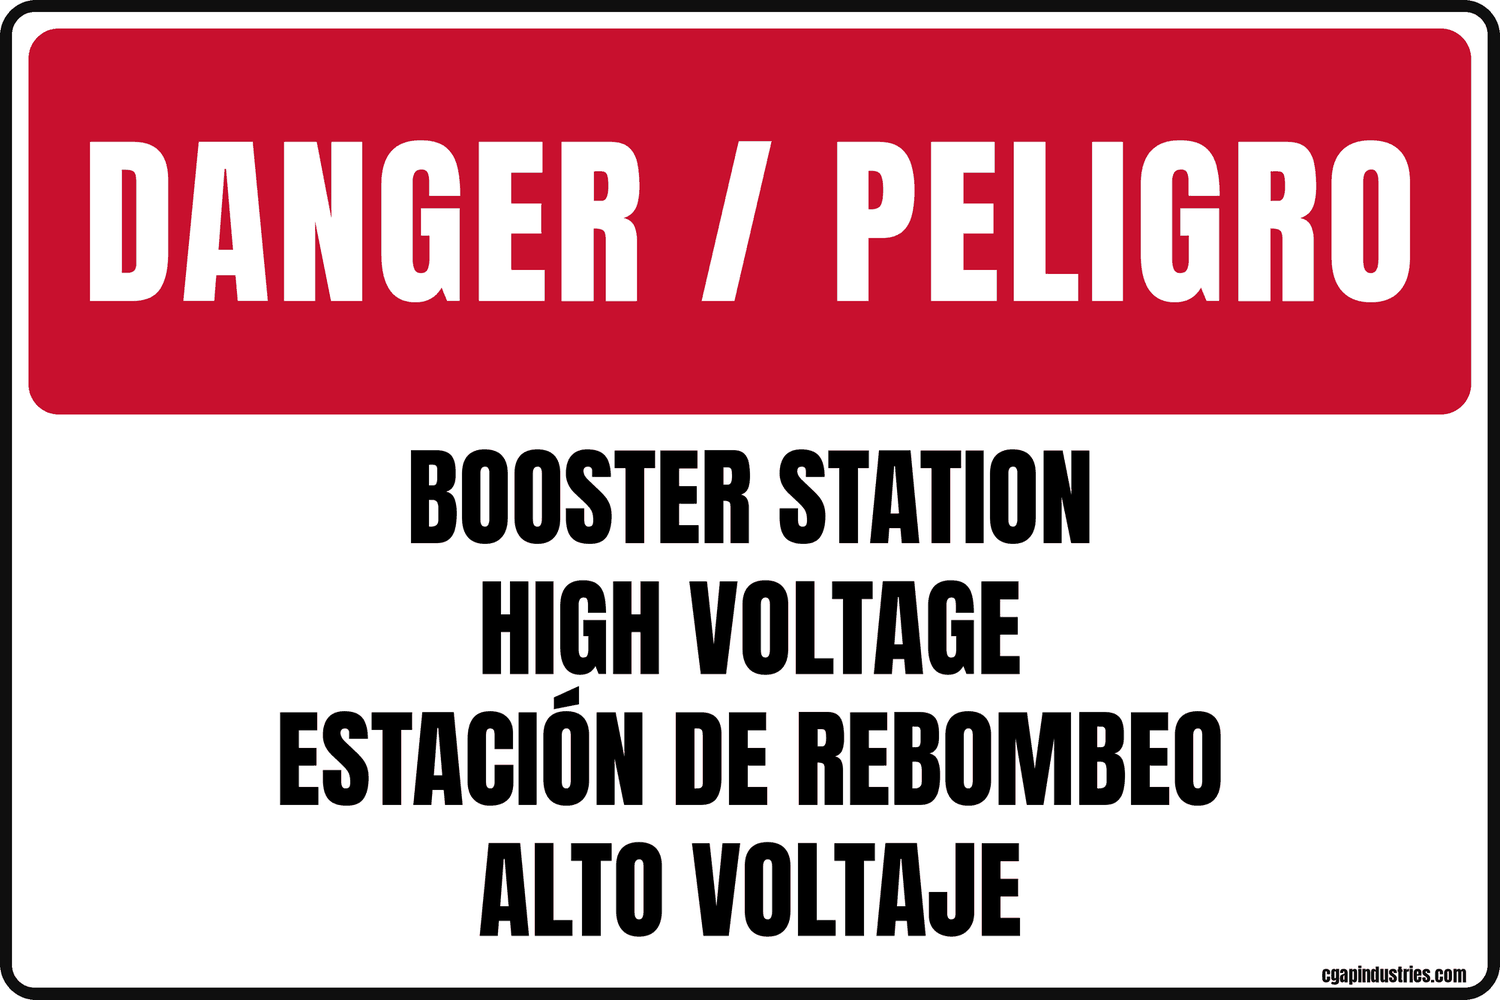 DANGER / PELIGRO
BOOSTER STATION
HIGH VOLTAGE
ESTACIÓN DE REBOMBEO
ALTO VOLTAJE
cgapindustries.com